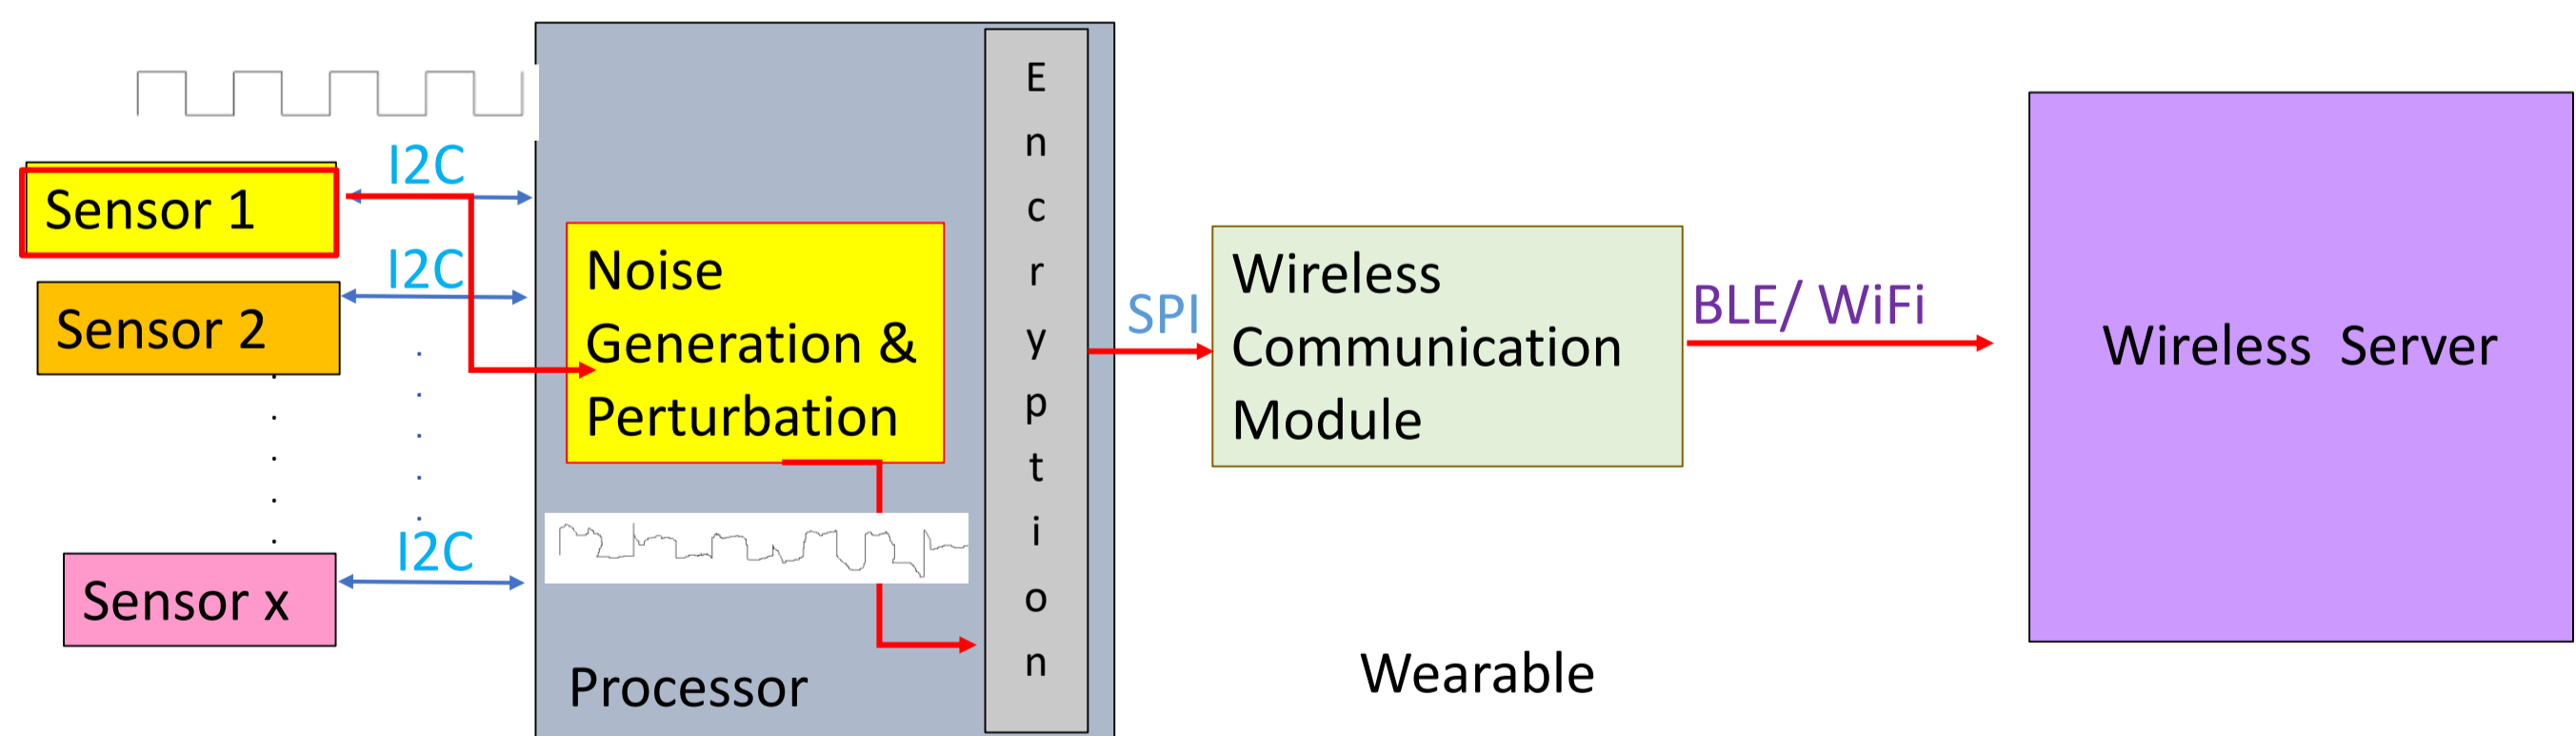 I2C
Sensor 1
I2C
Sensor 2
I2C
Sensor x
Noise
Generation &
Perturbation
Processor
Encryption
SPI
Wireless
Communication
Module
Wearable
BLE/ WiFi
Wireless Server